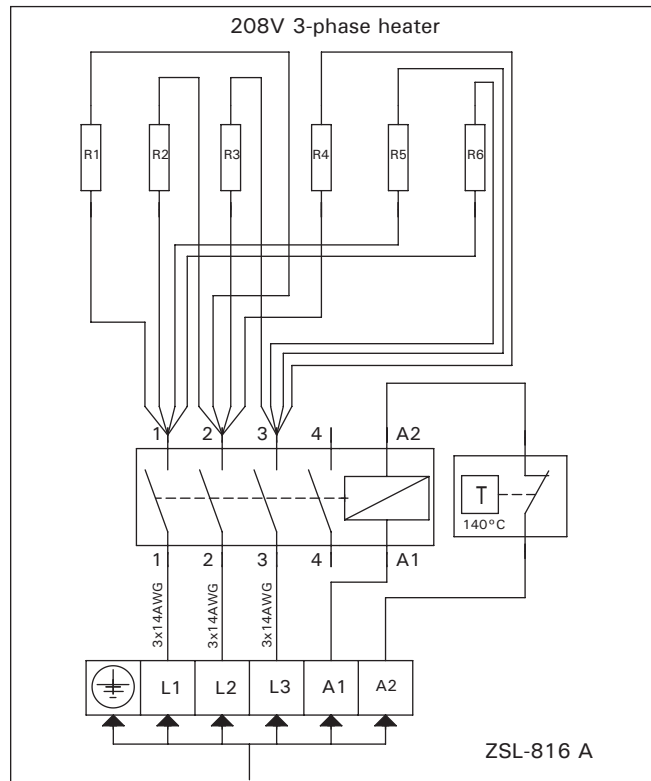 208V 3-phase heater
R1 R2 R3 R4 R5 R6
1 2 3 4 A2
T
140°C
1 2 3 4 A1
3x14AWG 3x14AWG 3x14AWG
L1 L2 L3 A1 A2
ZSL-816 A